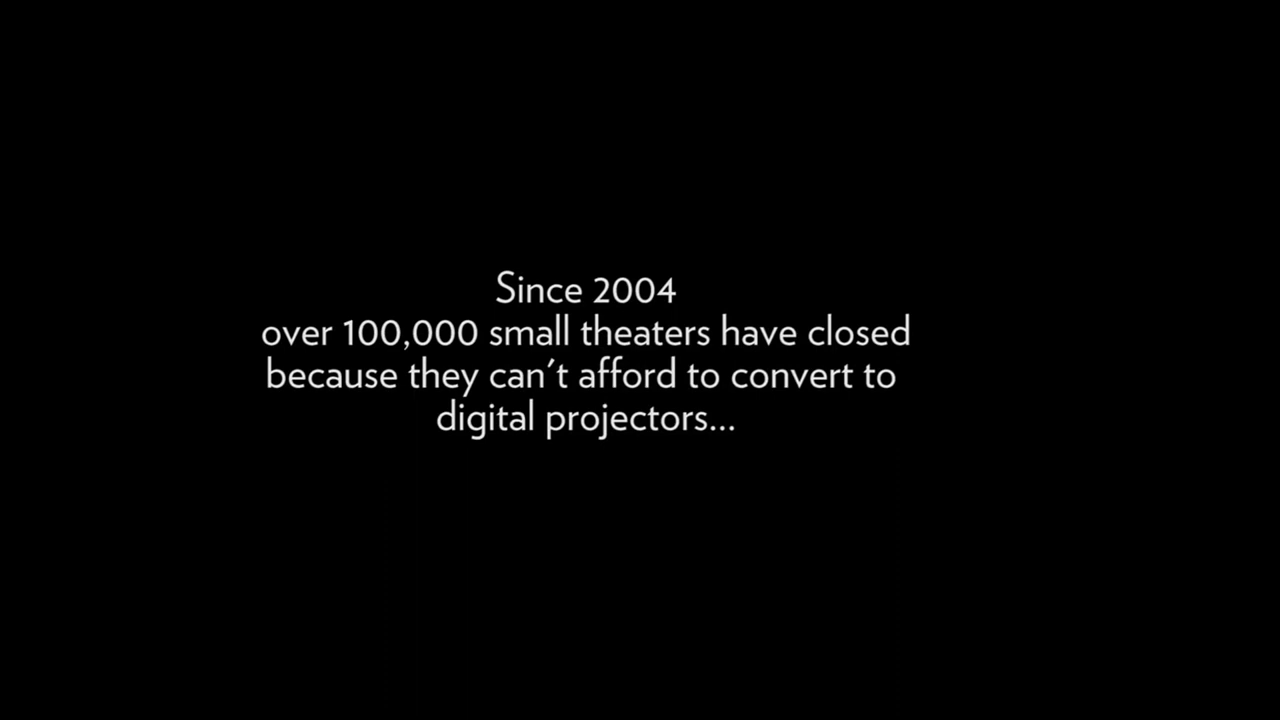 Since 2004
over 100,000 small theaters have closed
because they can't afford to convert to
digital projectors...